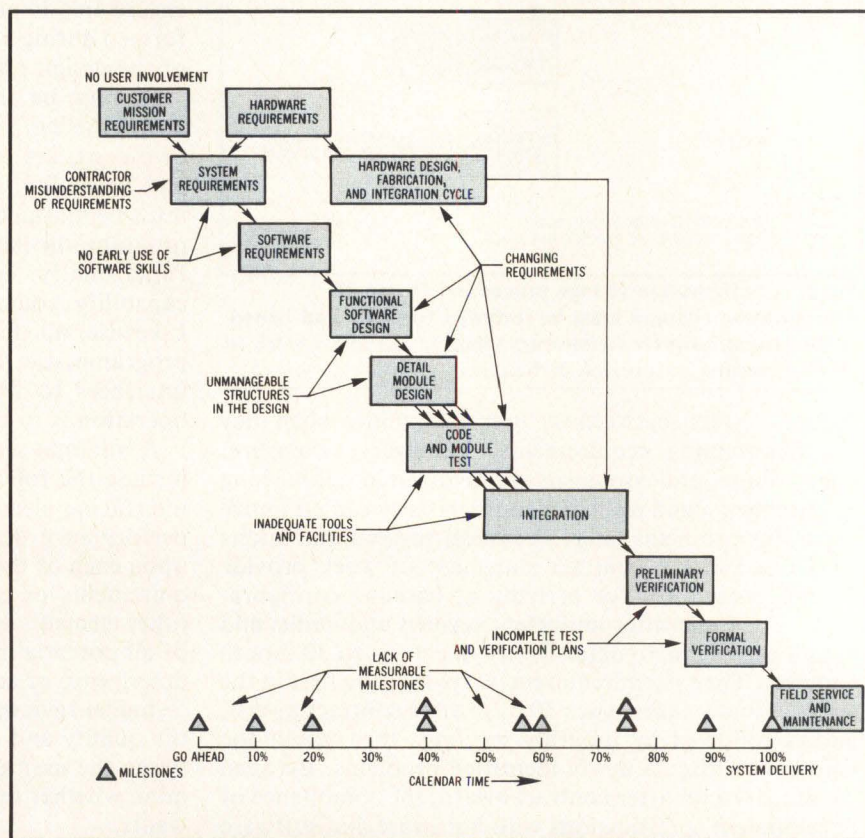 NO USER INVOLVEMENT
CUSTOMER
MISSION
REQUIREMENTS
HARDWARE
REQUIREMENTS
CONTRACTOR
MISUNDERSTANDING
OF REQUIREMENTS
SYSTEM
REQUIREMENTS
HARDWARE DESIGN,
FABRICATION,
AND INTEGRATION CYCLE
NO EARLY USE OF
SOFTWARE SKILLS
SOFTWARE
REQUIREMENTS
CHANGING
REQUIREMENTS
FUNCTIONAL
SOFTWARE
DESIGN
UNMANAGEABLE
STRUCTURES
IN THE DESIGN
DETAIL
MODULE
DESIGN
CODE
AND MODULE
TEST
INADEQUATE TOOLS
AND FACILITIES
INTEGRATION
PRELIMINARY
VERIFICATION
INCOMPLETE TEST
AND VERIFICATION PLANS
FORMAL
VERIFICATION
LACK OF
MEASURABLE
MILESTONES
FIELD SERVICE
AND
MAINTENANCE
GO AHEAD 10% 20% 30% 40% 50% 60% 70% 80% 90% 100%
SYSTEM DELIVERY
MILESTONES
CALENDAR TIME